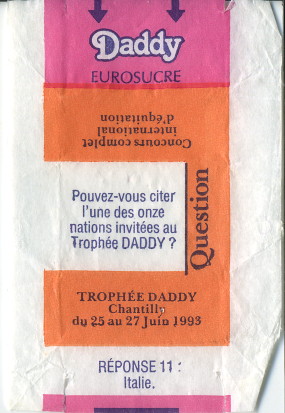 Daddy
EUROSUCRE
Concours complet
international
d'équitation
Pouvez-vous citer
l'une des onze
nations invitées au
Trophée DADDY ?
Question
TROPHÉE DADDY
Chantilly
du 25 au 27 Juin 1993
RÉPONSE 11 :
Italie.